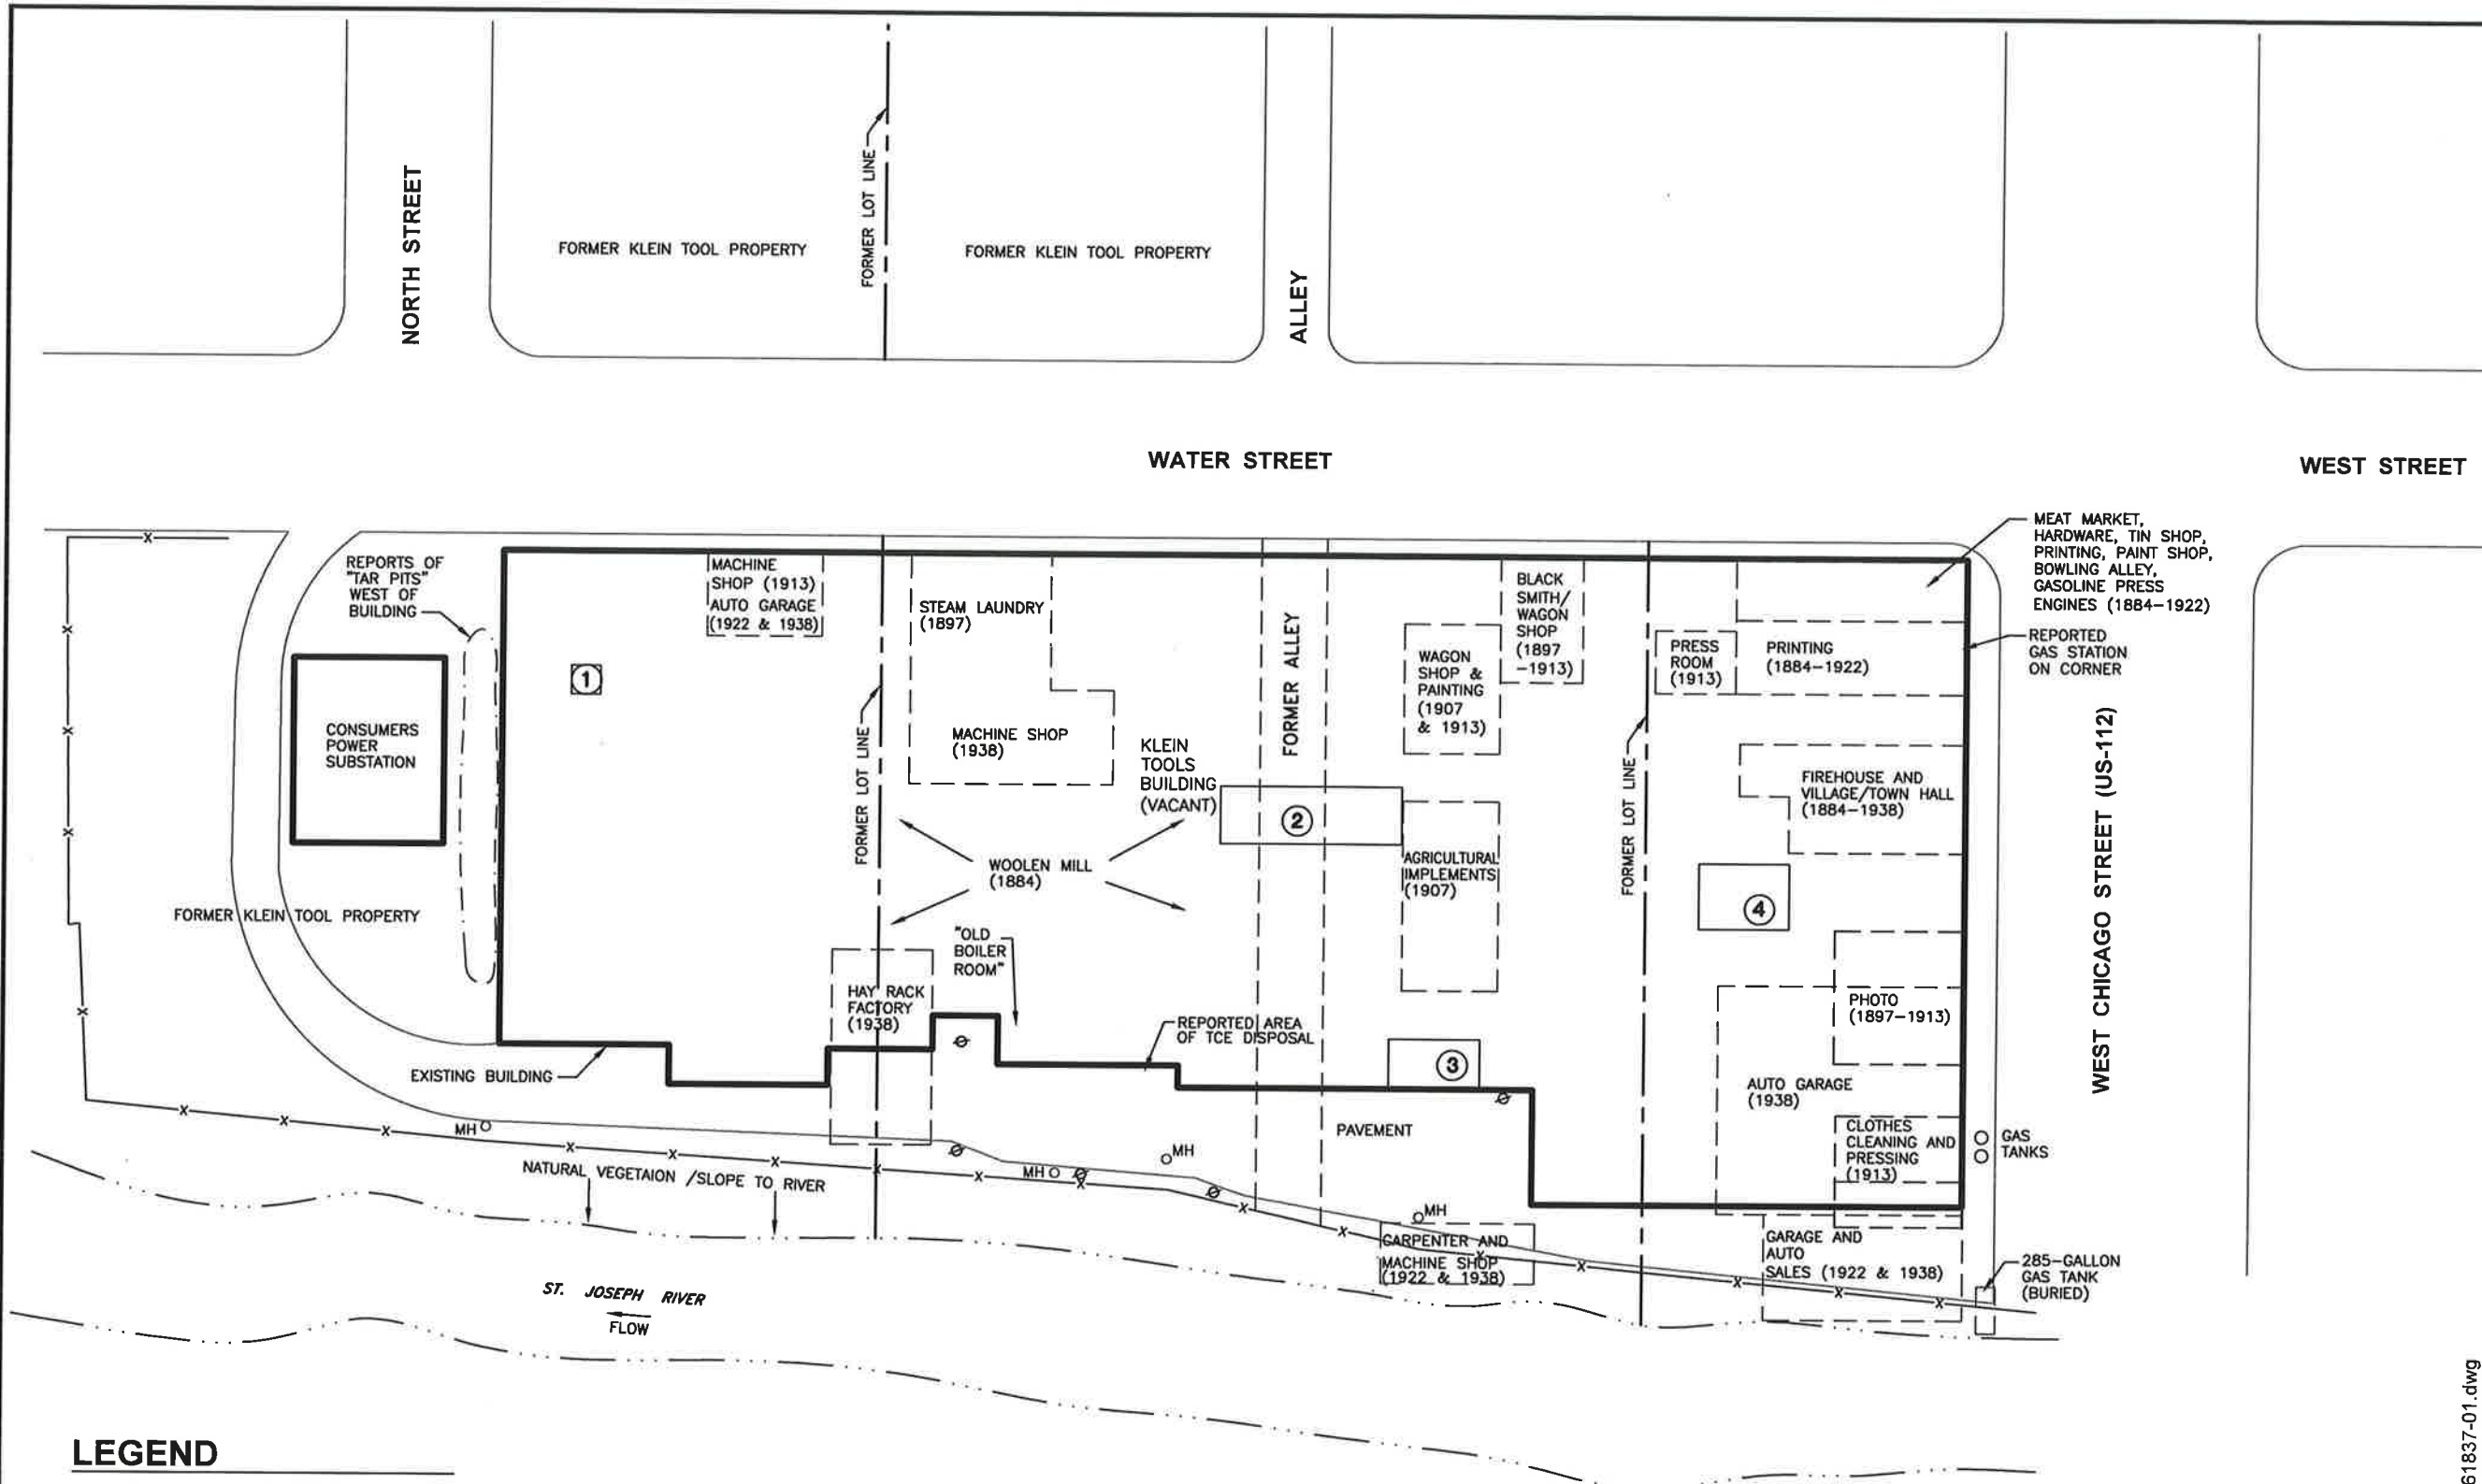 NORTH STREET
FORMER KLEIN TOOL PROPERTY
FORMER LOT LINE
FORMER KLEIN TOOL PROPERTY
ALLEY
WATER STREET
WEST STREET
REPORTS OF
"TAR PITS"
WEST OF
BUILDING
MACHINE
SHOP (1913)
AUTO GARAGE
(1922 & 1938)
STEAM LAUNDRY
(1897)
FORMER ALLEY
BLACK
SMITH/
WAGON
SHOP
(1897
-1913)
MEAT MARKET,
HARDWARE, TIN SHOP,
PRINTING, PAINT SHOP,
BOWLING ALLEY,
GASOLINE PRESS
ENGINES (1884-1922)
REPORTED
GAS STATION
ON CORNER
WAGON
SHOP &
PAINTING
(1907
& 1913)
PRESS
ROOM
(1913)
PRINTING
(1884-1922)
1
CONSUMERS
POWER
SUBSTATION
FORMER LOT LINE
MACHINE SHOP
(1938)
KLEIN
TOOLS
BUILDING
(VACANT)
2
FORMER LOT LINE
FIREHOUSE AND
VILLAGE/TOWN HALL
(1884-1938)
WEST CHICAGO STREET (US-112)
WOOLEN MILL
(1884)
AGRICULTURAL
IMPLEMENTS
(1907)
4
FORMER KLEIN TOOL PROPERTY
"OLD
BOILER
ROOM"
HAY RACK
FACTORY
(1938)
REPORTED AREA
OF TCE DISPOSAL
3
PHOTO
(1897-1913)
EXISTING BUILDING
AUTO GARAGE
(1938)
MH
MH
MH
PAVEMENT
CLOTHES
CLEANING AND
PRESSING
(1913)
GAS
TANKS
NATURAL VEGETAION /SLOPE TO RIVER
MH
CARPENTER AND
MACHINE SHOP
(1922 & 1938)
GARAGE AND
AUTO
SALES (1922 & 1938)
285-GALLON
GAS TANK
(BURIED)
ST. JOSEPH RIVER
FLOW
LEGEND
61837-01.dwg